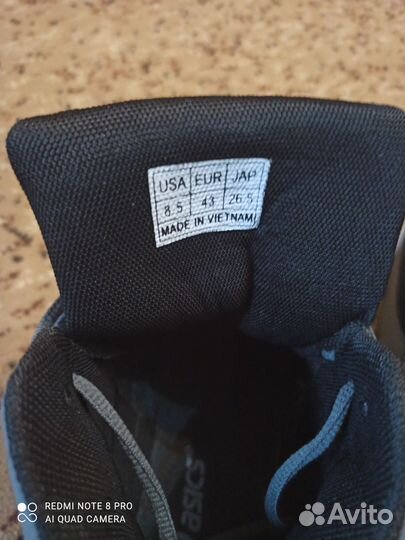 USA EUR JAP
8.5 43 26.5
MADE IN VIETNAM
asics
REDMI NOTE 8 PRO
AI QUAD CAMERA
Avito